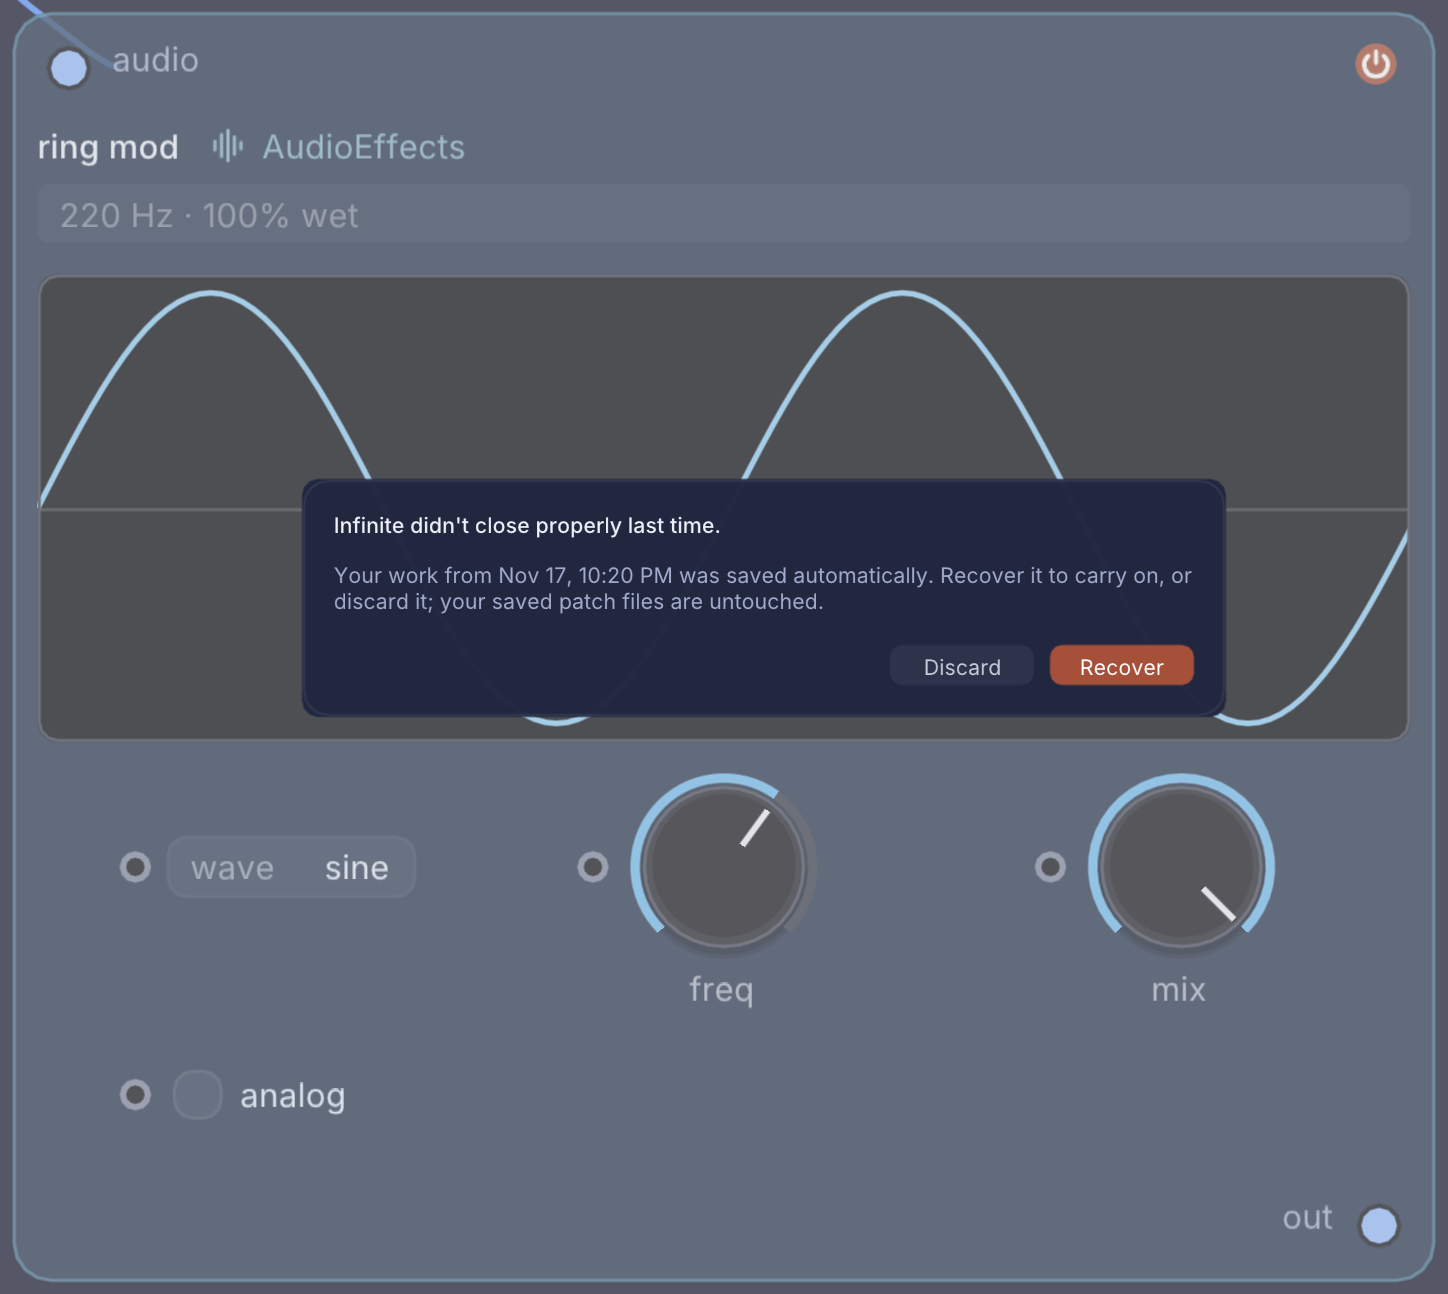 audio
ring mod AudioEffects
220 Hz · 100% wet
Infinite didn't close properly last time.
Your work from Nov 17, 10:20 PM was saved automatically. Recover it to carry on, or
discard it; your saved patch files are untouched.
Discard Recover
wave sine
freq mix
analog
out